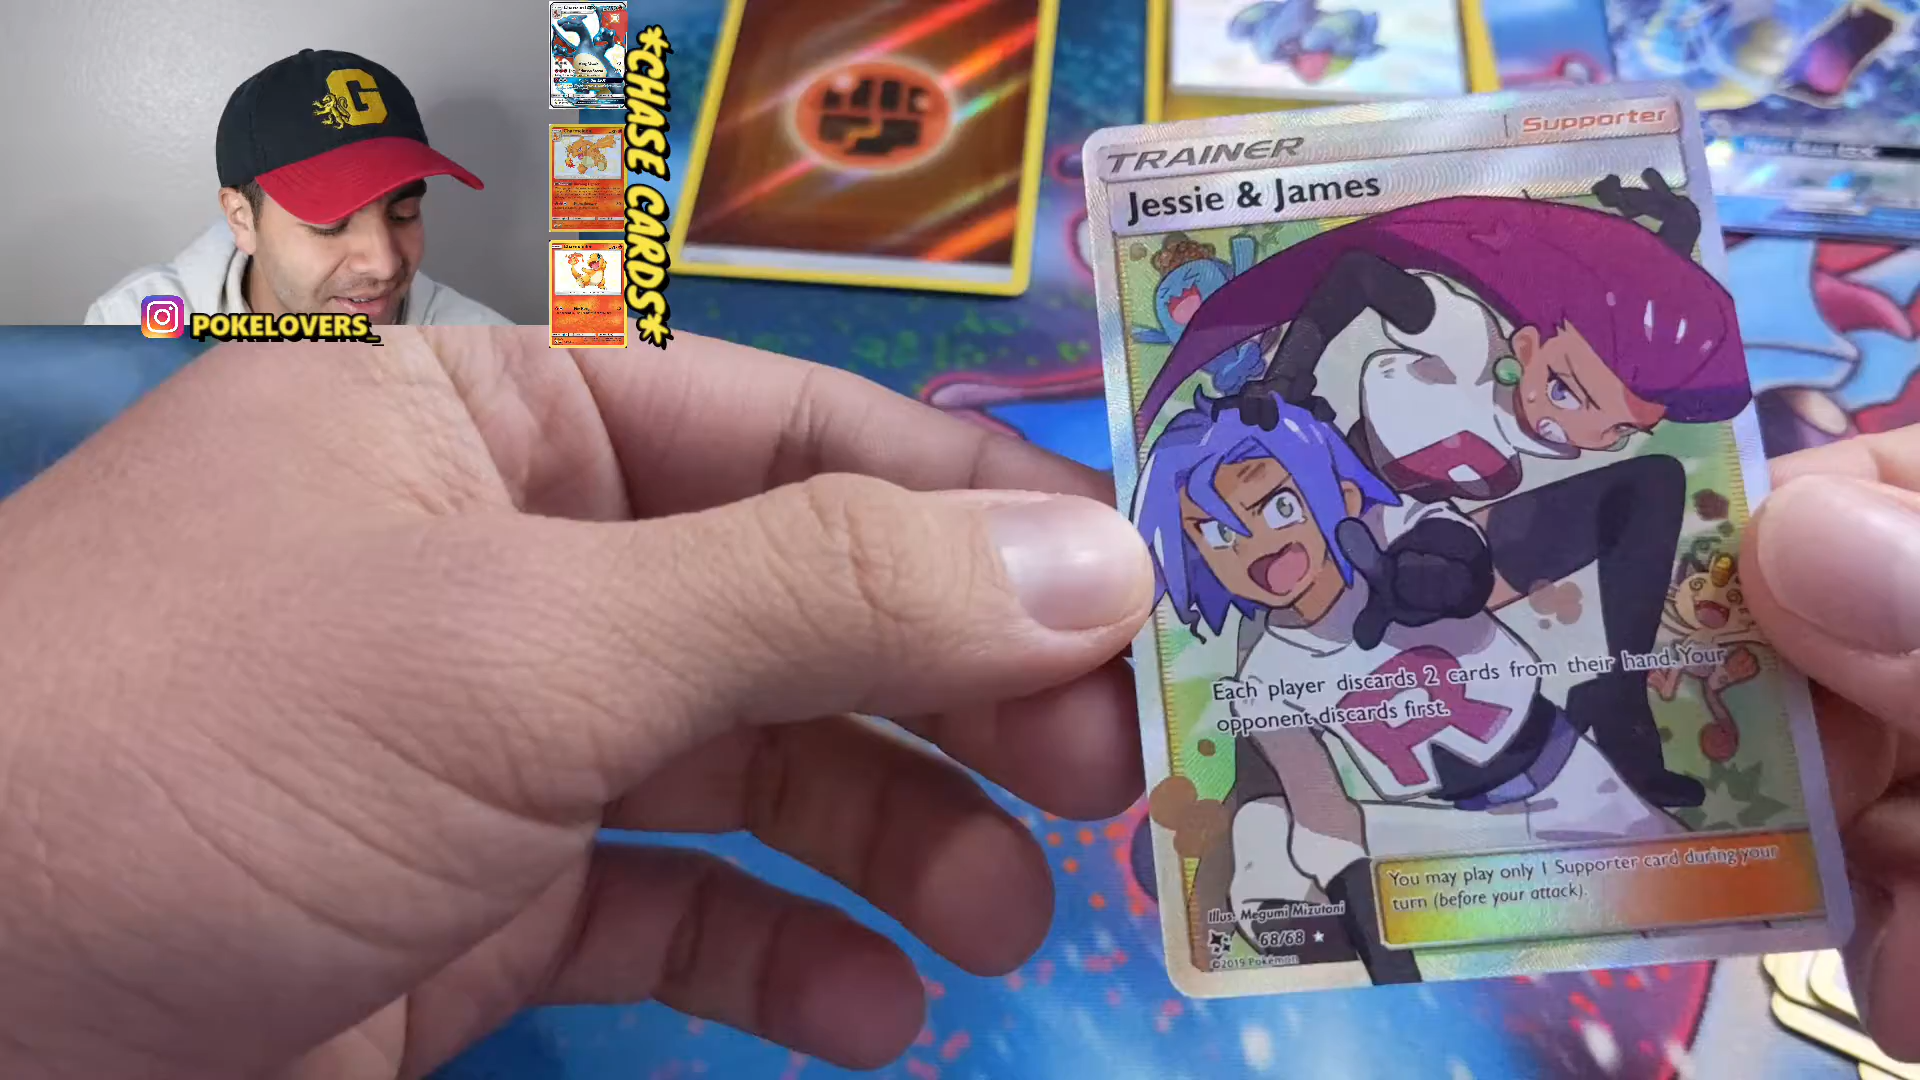 G
POKELOVERS_
*CHASE CARDS*
TRAINER
Supporter
Jessie & James
Each player discards 2 cards from their hand. Your
opponent discards first.
You may play only 1 Supporter card during your
turn (before your attack).
Illus. Megumi Mizutani
68/68
©2019 Pokémon